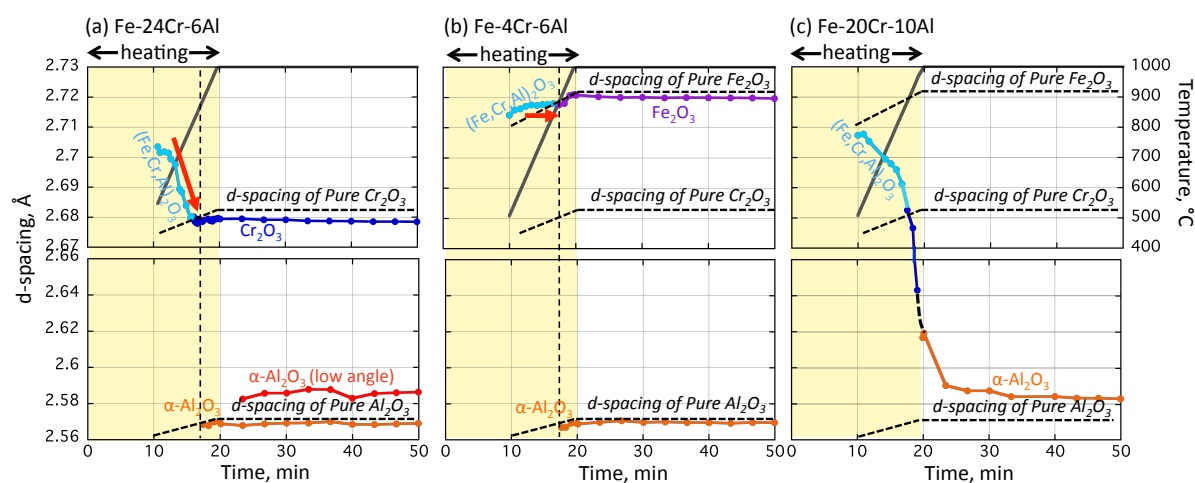 (a) Fe-24Cr-6Al
(b) Fe-4Cr-6Al
(c) Fe-20Cr-10Al
heating
heating
heating
d-spacing, Å
2.73
2.72
2.71
2.70
2.69
2.68
2.67
2.66
2.64
2.62
2.60
2.58
2.56
(Fe,Cr,Al)₂O₃
d-spacing of Pure Cr₂O₃
Cr₂O₃
α-Al₂O₃ (low angle)
α-Al₂O₃
d-spacing of Pure Al₂O₃
0
10
20
30
40
50
Time, min
d-spacing of Pure Fe₂O₃
(Fe,Cr,Al)₂O₃
Fe₂O₃
d-spacing of Pure Cr₂O₃
α-Al₂O₃
d-spacing of Pure Al₂O₃
0
10
20
30
40
50
Time, min
d-spacing of Pure Fe₂O₃
(Fe,Cr,Al)₂O₃
d-spacing of Pure Cr₂O₃
α-Al₂O₃
d-spacing of Pure Al₂O₃
0
10
20
30
40
50
Time, min
1000
900
800
700
600
500
400
Temperature, °C